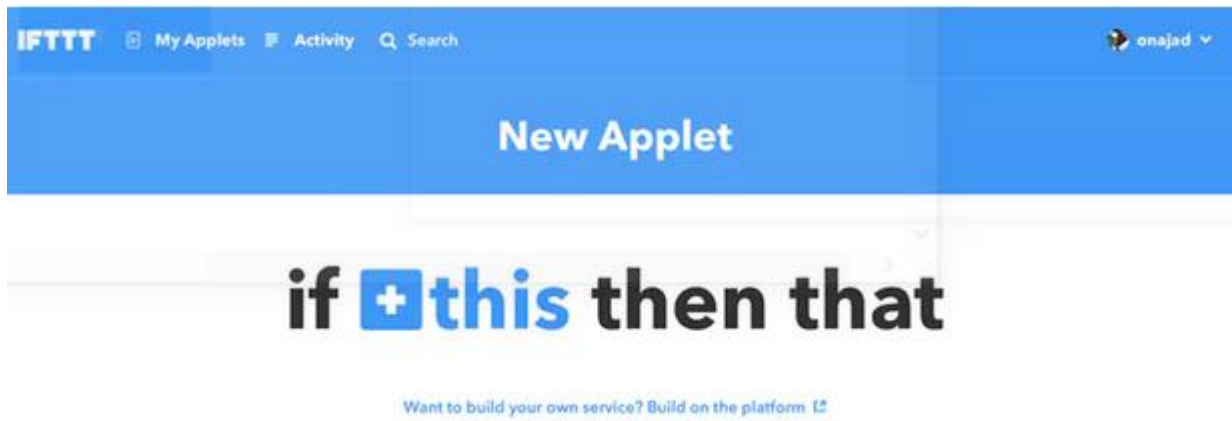 IFTTT My Applets Activity Search onajad
New Applet
if this then that
Want to build your own service? Build on the platform